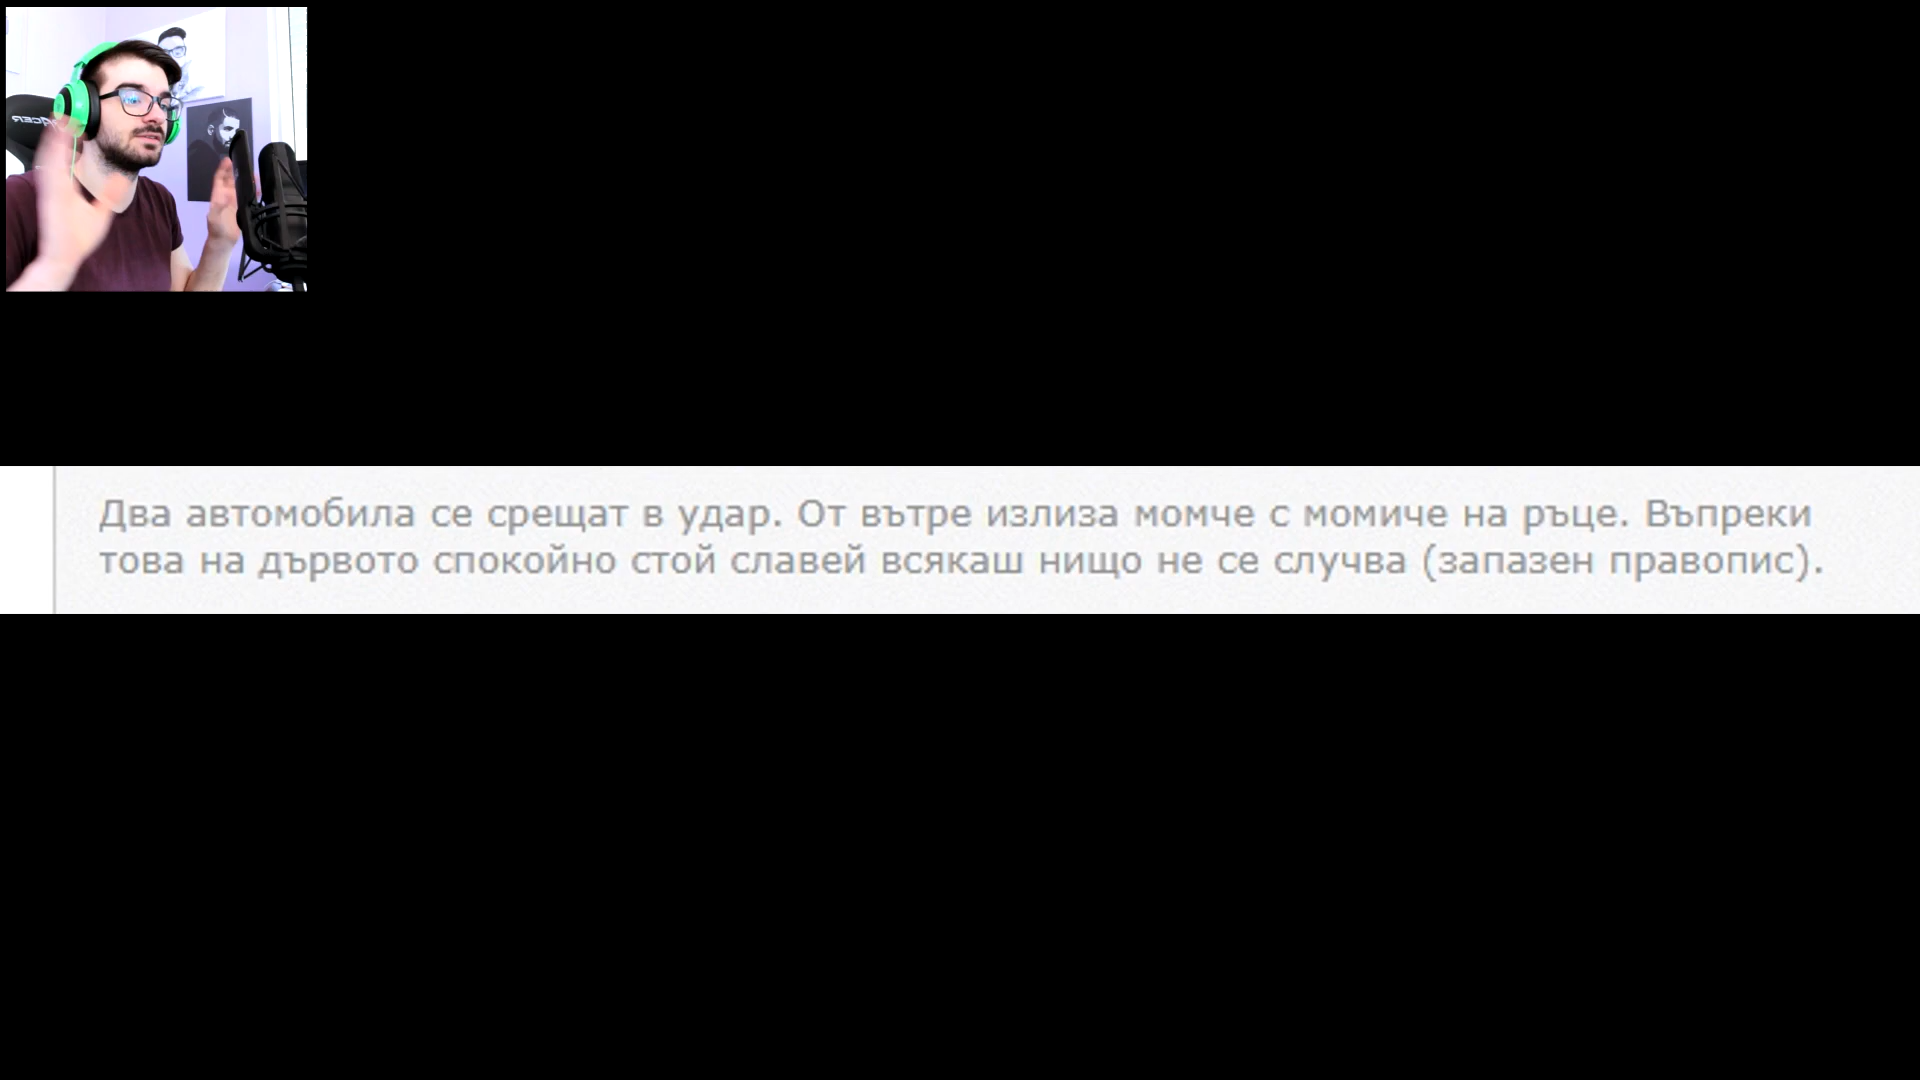 Два автомобила се срещат в удар. От вътре излиза момче с момиче на ръце. Въпреки
това на дървото спокойно стой славей всякаш нищо не се случва (запазен правопис).